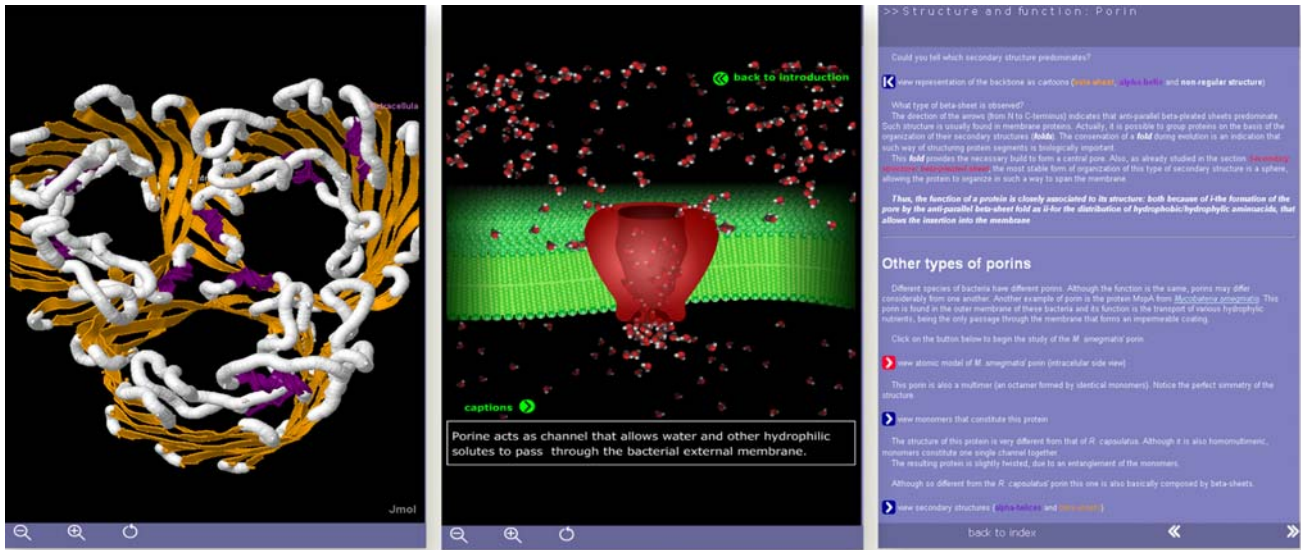 extracellula
Jmol
back to introduction
captions
Porine acts as channel that allows water and other hydrophilic
solutes to pass through the bacterial external membrane.
>>Structure and function: Porin
Could you tell which secondary structure predominates?
view representation of the backbone as cartoons (beta-sheet, alpha-helix and non-regular structure)
What type of beta-sheet is observed?
The direction of the arrows (from N to C-terminus) indicates that anti-parallel beta-pleated sheets predominate.
Such structure is usually found in membrane proteins. Actually, it is possible to group proteins on the basis of the
organization of their secondary structures (folds). The conservation of a fold during evolution is an indication that
such way of structuring protein segments is biologically important.
This fold provides the necessary build to form a central pore. Also, as already studied in the section secondary
structure: beta-pleated sheet, the most stable form of organization of this type of secondary structure is a sphere,
allowing the protein to organize in such a way to span the membrane.
Thus, the function of a protein is closely associated to its structure: both because of i-the formation of the
pore by the anti-parallel beta-sheet fold as ii-for the distribution of hydrophobic/hydrophylic aminoacids, that
allows the insertion into the membrane
Other types of porins
Different species of bacteria have different porins. Although the function is the same, porins may differ
considerably from one another. Another example of porin is the protein MspA from Mycobateria smegmatis. This
porin is found in the outer membrane of these bacteria and its function is the transport of various hydrophylic
nutrients, being the only passage through the membrane that forms an impermeable coating).
Click on the button below to begin the study of the M. smegmatis' porin.
view atomic model of M. smegmatis' porin (intracelular side view)
This porin is also a multimer (an octamer formed by identical monomers). Notice the perfect simmetry of the
structure.
view monomers that constitute this protein
The structure of this protein is very different from that of R. capsulatus. Although it is also homomultimeric,
monomers constitute one single channel together.
The resulting protein is slightly twisted, due to an entanglement of the monomers.
Although so different from the R. capsulatus' porin this one is also basically composed by beta-sheets.
view secondary structures (alpha-helices and beta-sheets)
back to index